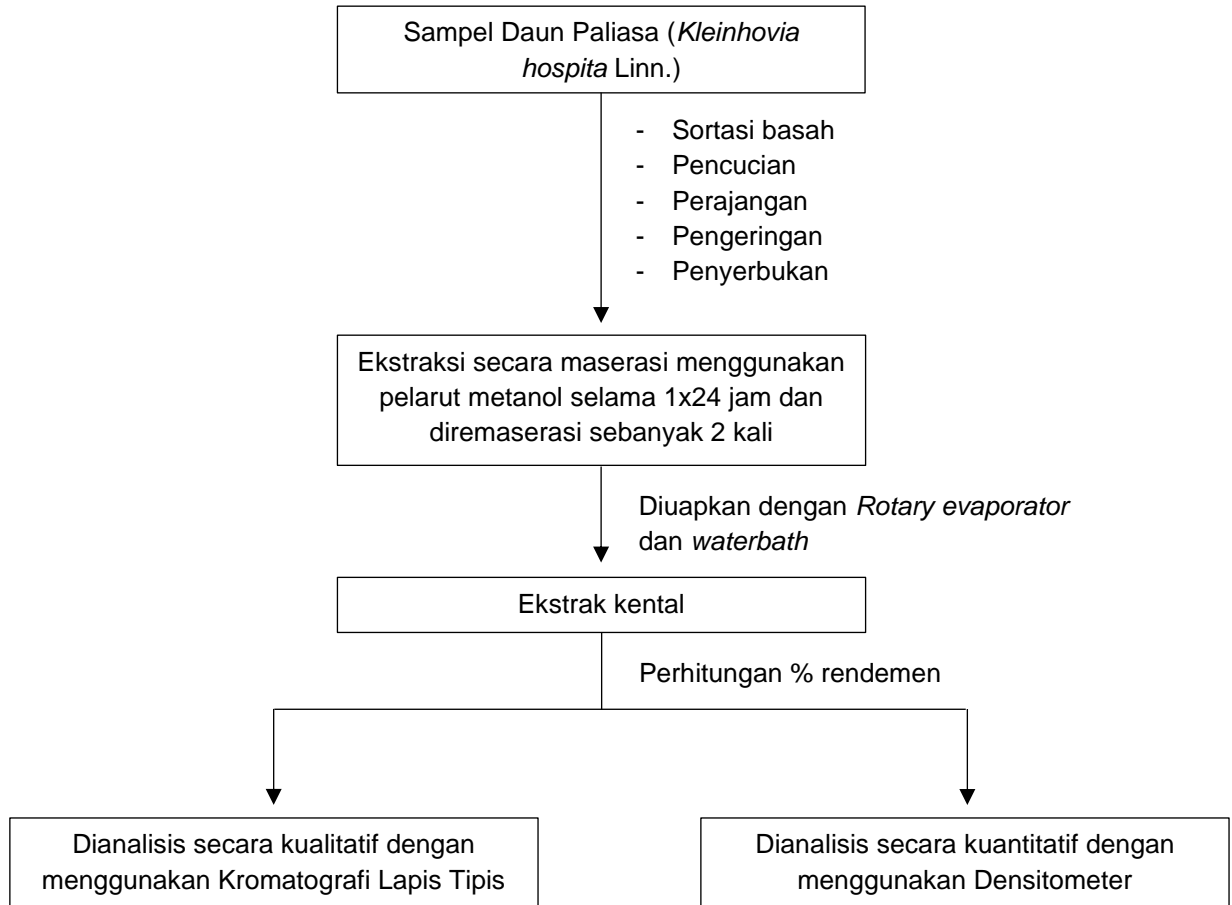 Sampel Daun Paliasa (Kleinhovia
hospita Linn.)
- Sortasi basah
- Pencucian
- Perajangan
- Pengeringan
- Penyerbukan
Ekstraksi secara maserasi menggunakan
pelarut metanol selama 1x24 jam dan
diremaserasi sebanyak 2 kali
Diuapkan dengan Rotary evaporator
dan waterbath
Ekstrak kental
Perhitungan % rendemen
Dianalisis secara kualitatif dengan
menggunakan Kromatografi Lapis Tipis
Dianalisis secara kuantitatif dengan
menggunakan Densitometer